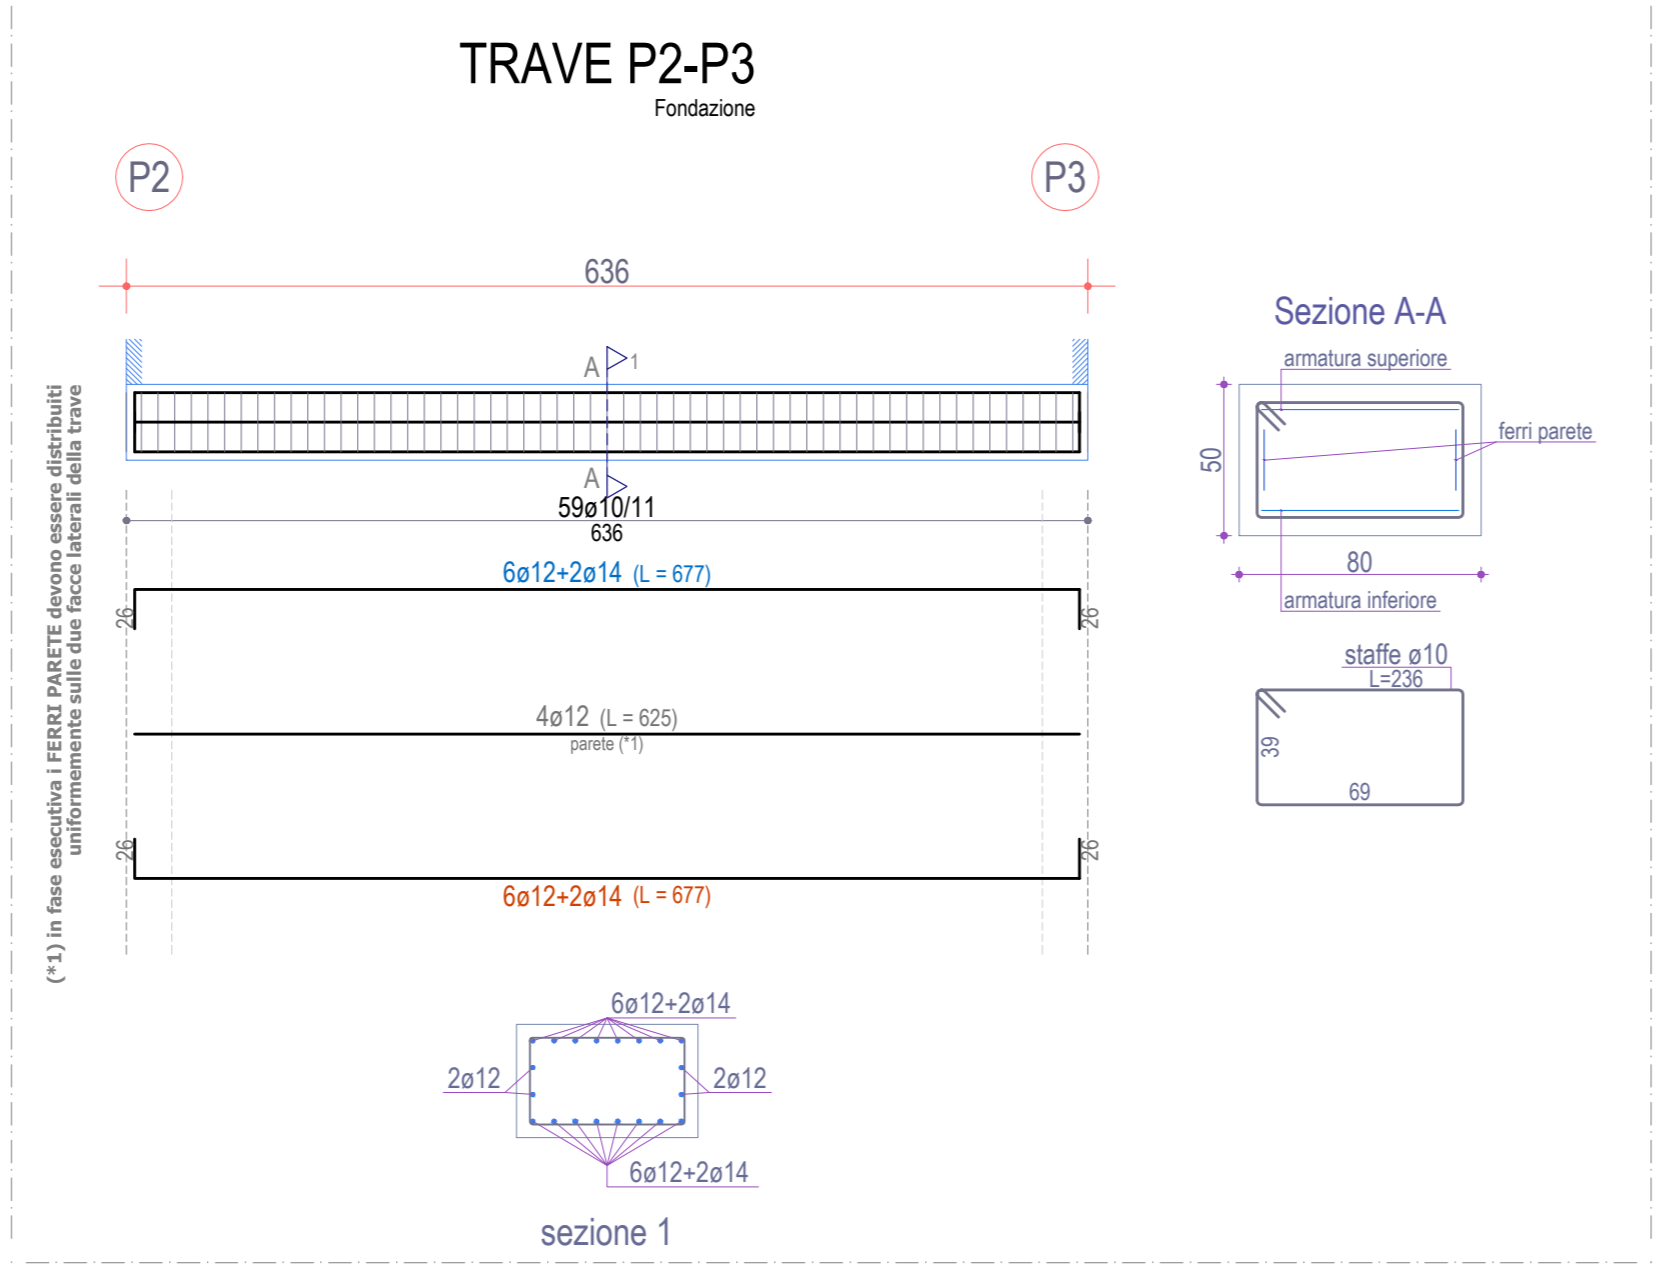 TRAVE P2-P3
Fondazione
P2
P3
636
A
1
A
59ø10/11
636
6ø12+2ø14 (L = 677)
26
26
4ø12 (L = 625)
parete (*1)
26
26
6ø12+2ø14 (L = 677)
(*1) in fase esecutiva i FERRI PARETE devono essere distribuiti
uniformemente sulle due facce laterali della trave
Sezione A-A
armatura superiore
ferri parete
50
80
armatura inferiore
staffe ø10
L=236
39
69
6ø12+2ø14
2ø12
2ø12
6ø12+2ø14
sezione 1